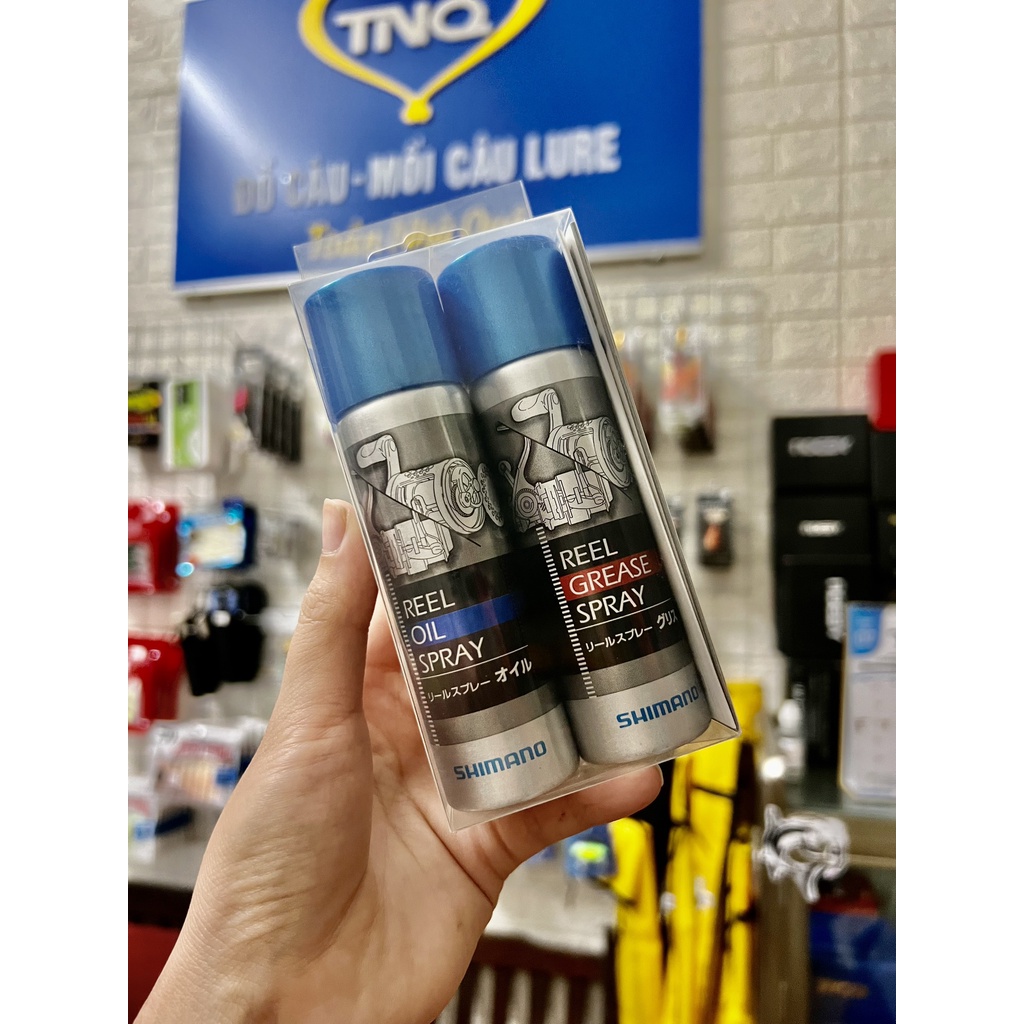 TNQ
ĐỒ CÂU-MỒI CÂU LURE
REEL
OIL
SPRAY
リールスプレー オイル
SHIMANO
REEL
GREASE
SPRAY
リールスプレー グリス
SHIMANO